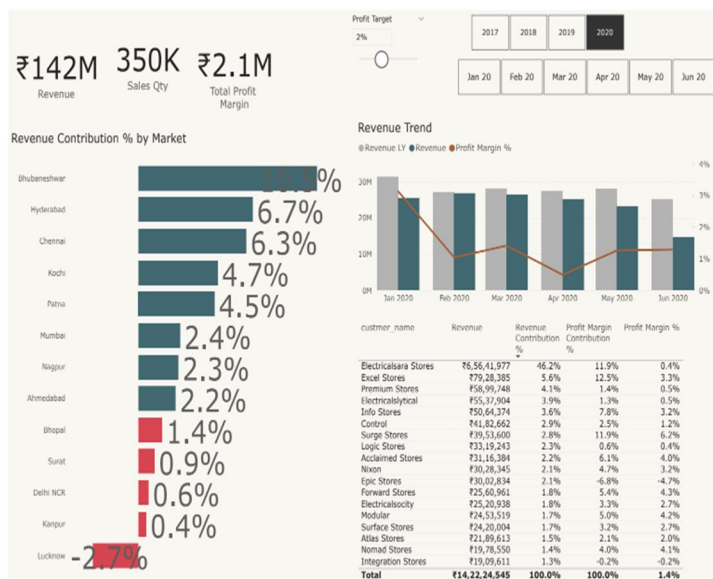 Profit Target
2%
2017 2018 2019 2020
Jan 20 Feb 20 Mar 20 Apr 20 May 20 Jun 20
₹142M 350K ₹2.1M
Revenue Sales Qty Total Profit
Margin
Revenue Contribution % by Market
Bhubaneshwar 10.5%
Hyderabad 6.7%
Chennai 6.3%
Kochi 4.7%
Patna 4.5%
Mumbai 2.4%
Nagpur 2.3%
Ahmedabad 2.2%
Bhopal 1.4%
Surat 0.9%
Delhi NCR 0.6%
Kanpur 0.4%
Lucknow -2.7%
Revenue Trend
Revenue LY Revenue Profit Margin %
4%
30M 3%
20M 2%
10M 1%
0M 0%
Jan 2020 Feb 2020 Mar 2020 Apr 2020 May 2020 Jun 2020
custmer_name Revenue Revenue Profit Margin Profit Margin %
Contribution Contribution
% %
Electricalsara Stores ₹6,56,41,977 46.2% 11.9% 0.4%
Excel Stores ₹79,28,385 5.6% 12.5% 3.3%
Premium Stores ₹58,99,748 4.1% 1.4% 0.5%
Electricalslytical ₹55,37,904 3.9% 1.3% 0.5%
Info Stores ₹50,64,374 3.6% 7.8% 3.2%
Control ₹41,82,662 2.9% 2.5% 1.2%
Surge Stores ₹39,53,600 2.8% 11.9% 6.2%
Logic Stores ₹33,19,243 2.3% 0.6% 0.4%
Acclaimed Stores ₹31,16,384 2.2% 6.1% 4.0%
Nixon ₹30,28,345 2.1% 4.7% 3.2%
Epic Stores ₹30,02,834 2.1% -6.8% -4.7%
Forward Stores ₹25,60,961 1.8% 5.4% 4.3%
Electricalsocity ₹25,20,938 1.8% 3.3% 2.7%
Modular ₹24,53,519 1.7% 5.0% 4.2%
Surface Stores ₹24,20,004 1.7% 3.2% 2.7%
Atlas Stores ₹21,89,613 1.5% 2.1% 2.0%
Nomad Stores ₹19,78,550 1.4% 4.0% 4.1%
Integration Stores ₹19,09,611 1.3% -0.2% -0.2%
Total ₹14,22,24,545 100.0% 100.0% 1.4%